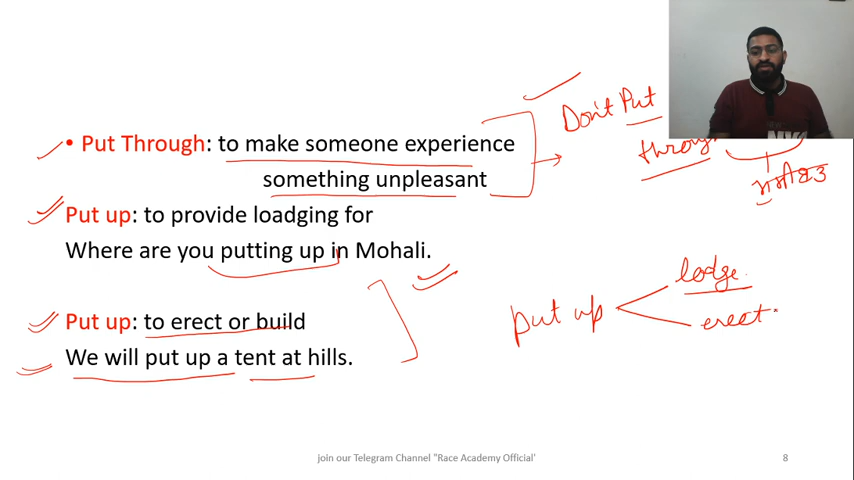 • Put Through: to make someone experience
something unpleasant
Put up: to provide loadging for
Where are you putting up in Mohali.
Put up: to erect or build
We will put up a tent at hills.
Don't Put
through
put up
lodge
erect
join our Telegram Channel "Race Academy Official'
8